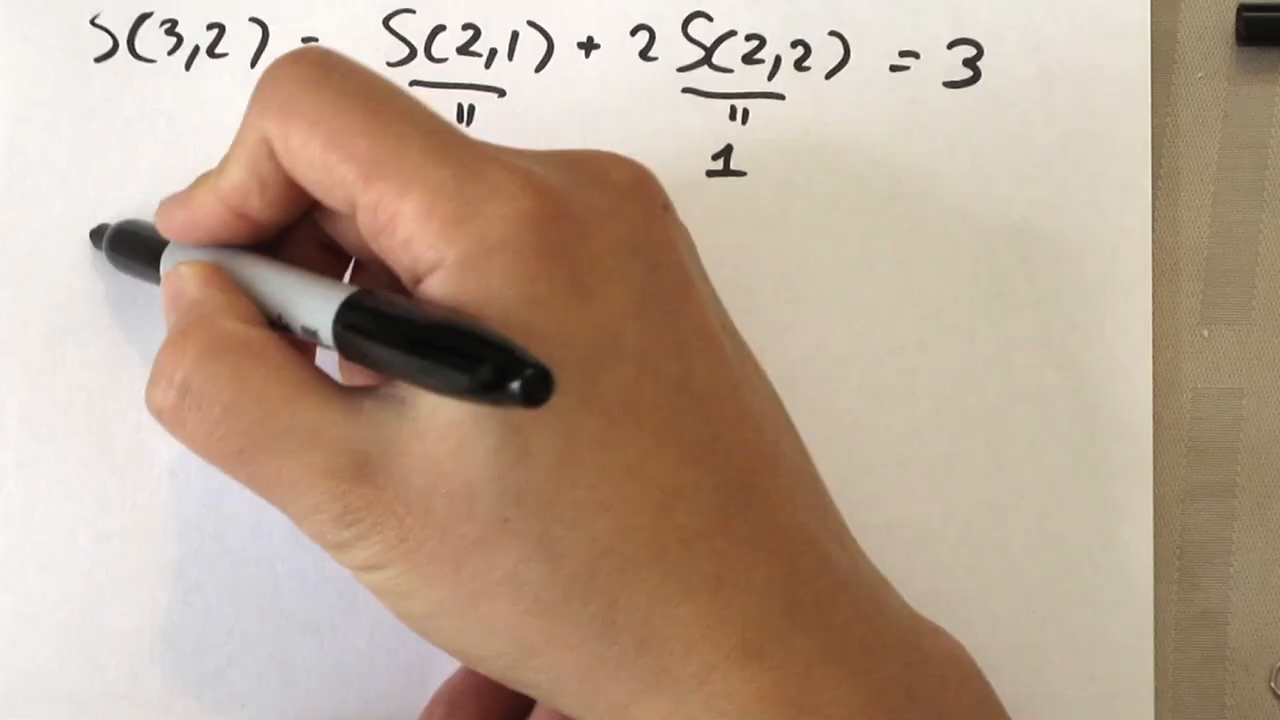 S(3,2) = S(2,1) + 2 S(2,2) = 3
" "
1